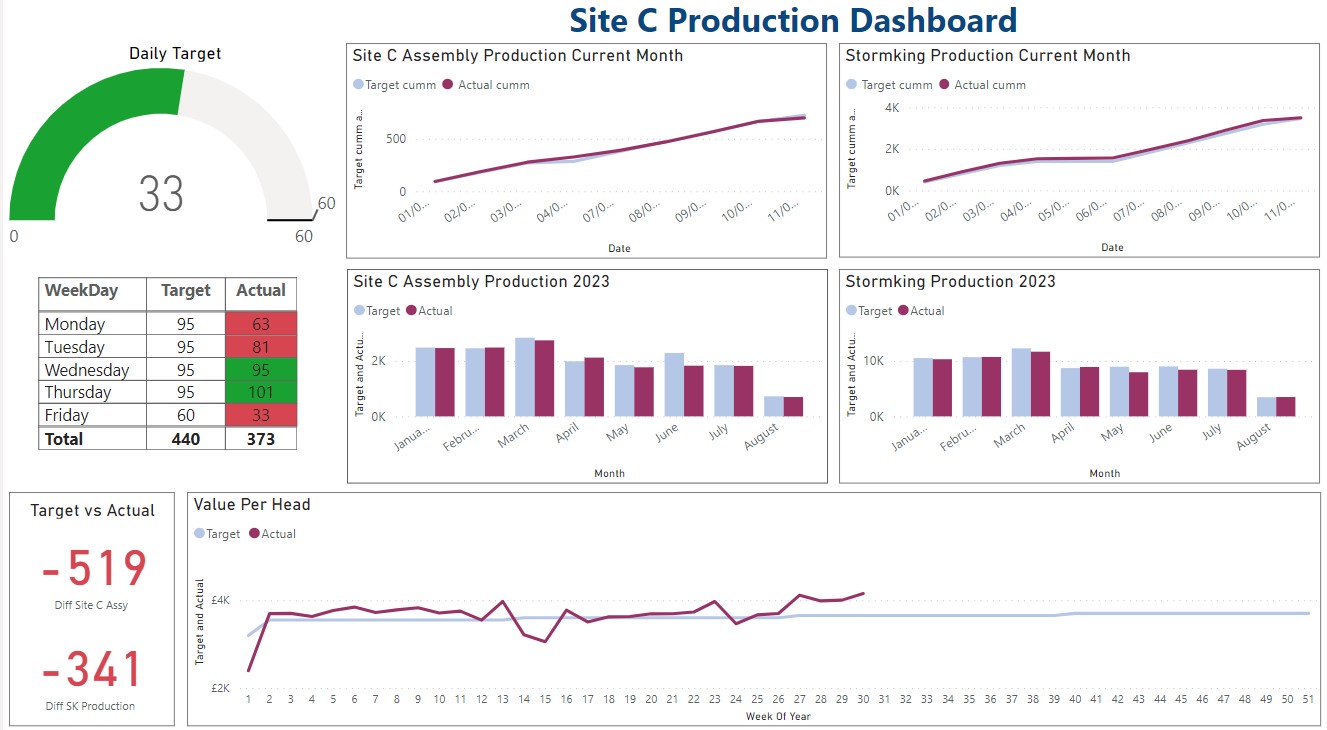 Site C Production Dashboard
Daily Target
33
0
60
60
WeekDay Target Actual
Monday 95 63
Tuesday 95 81
Wednesday 95 95
Thursday 95 101
Friday 60 33
Total 440 373
Site C Assembly Production Current Month
Target cumm Actual cumm
Target cumm a...
500
0
01/0... 02/0... 03/0... 04/0... 07/0... 08/0... 09/0... 10/0... 11/0...
Date
Stormking Production Current Month
Target cumm Actual cumm
Target cumm a...
4K
2K
0K
01/0... 02/0... 03/0... 04/0... 05/0... 06/0... 07/0... 08/0... 09/0... 10/0... 11/0...
Date
Site C Assembly Production 2023
Target Actual
Target and Actu...
2K
0K
Janua... Febru... March April May June July August
Month
Stormking Production 2023
Target Actual
Target and Actu...
10K
0K
Janua... Febru... March April May June July August
Month
Target vs Actual
-519
Diff Site C Assy
-341
Diff SK Production
Value Per Head
Target Actual
Target and Actual
£4K
£2K
1 2 3 4 5 6 7 8 9 10 11 12 13 14 15 16 17 18 19 20 21 22 23 24 25 26 27 28 29 30 31 32 33 34 35 36 37 38 39 40 41 42 43 44 45 46 47 48 49 50 51
Week Of Year